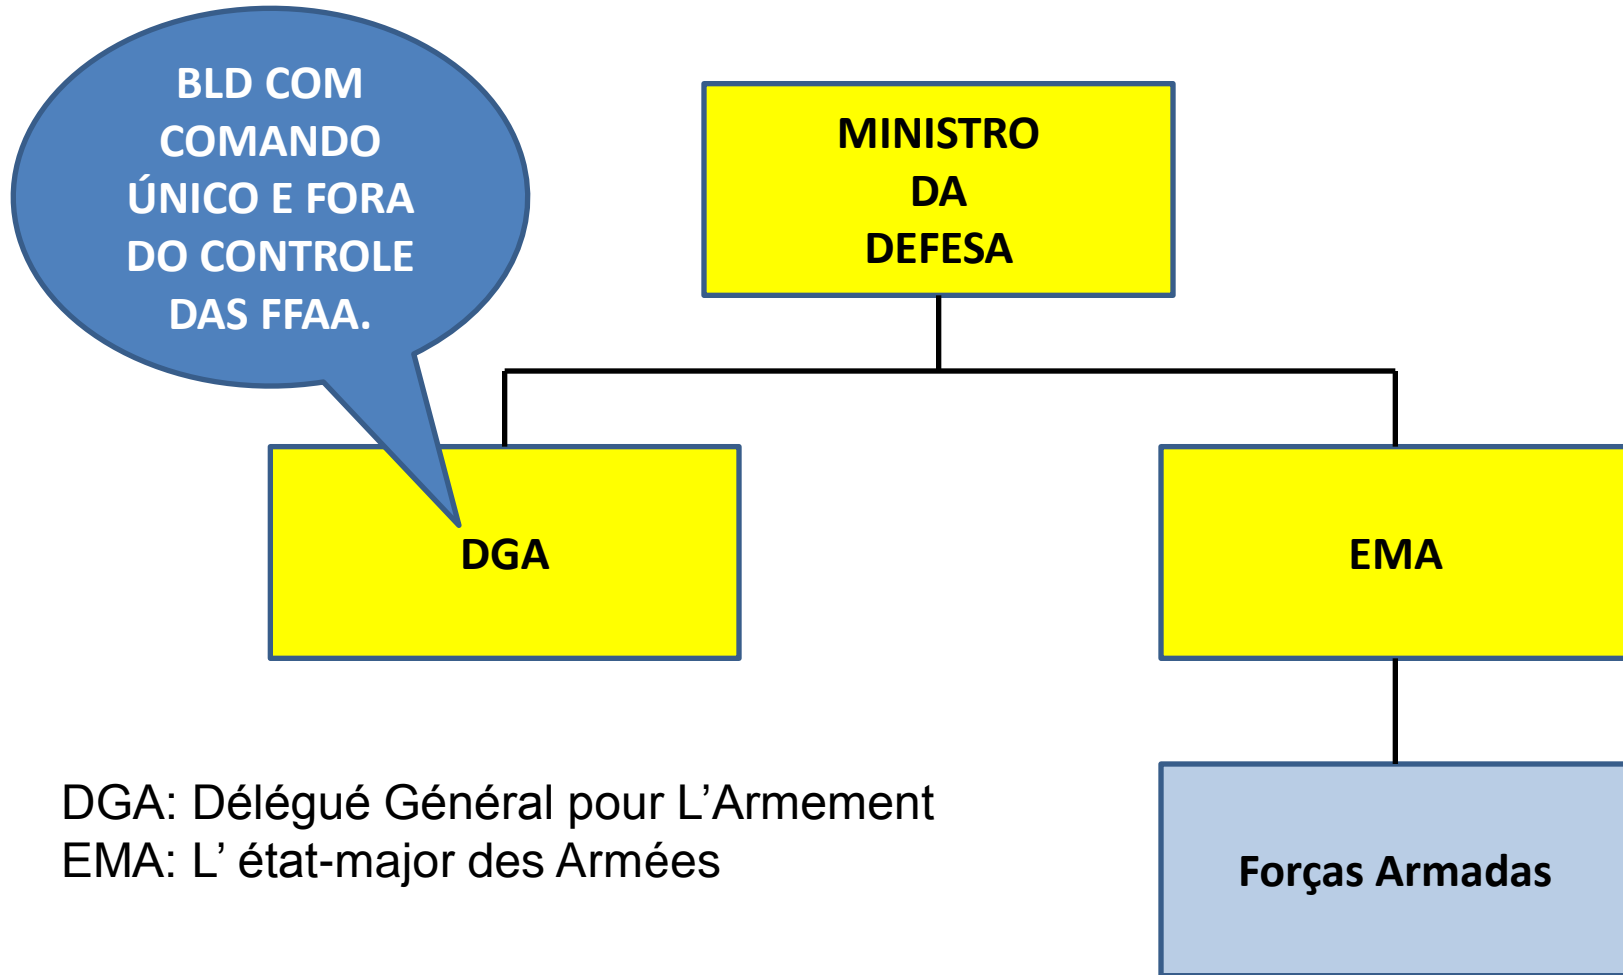 BLD COM
COMANDO
ÚNICO E FORA
DO CONTROLE
DAS FFAA.
MINISTRO
DA
DEFESA
DGA
EMA
DGA: Délégué Général pour L’Armement
EMA: L’ état-major des Armées
Forças Armadas